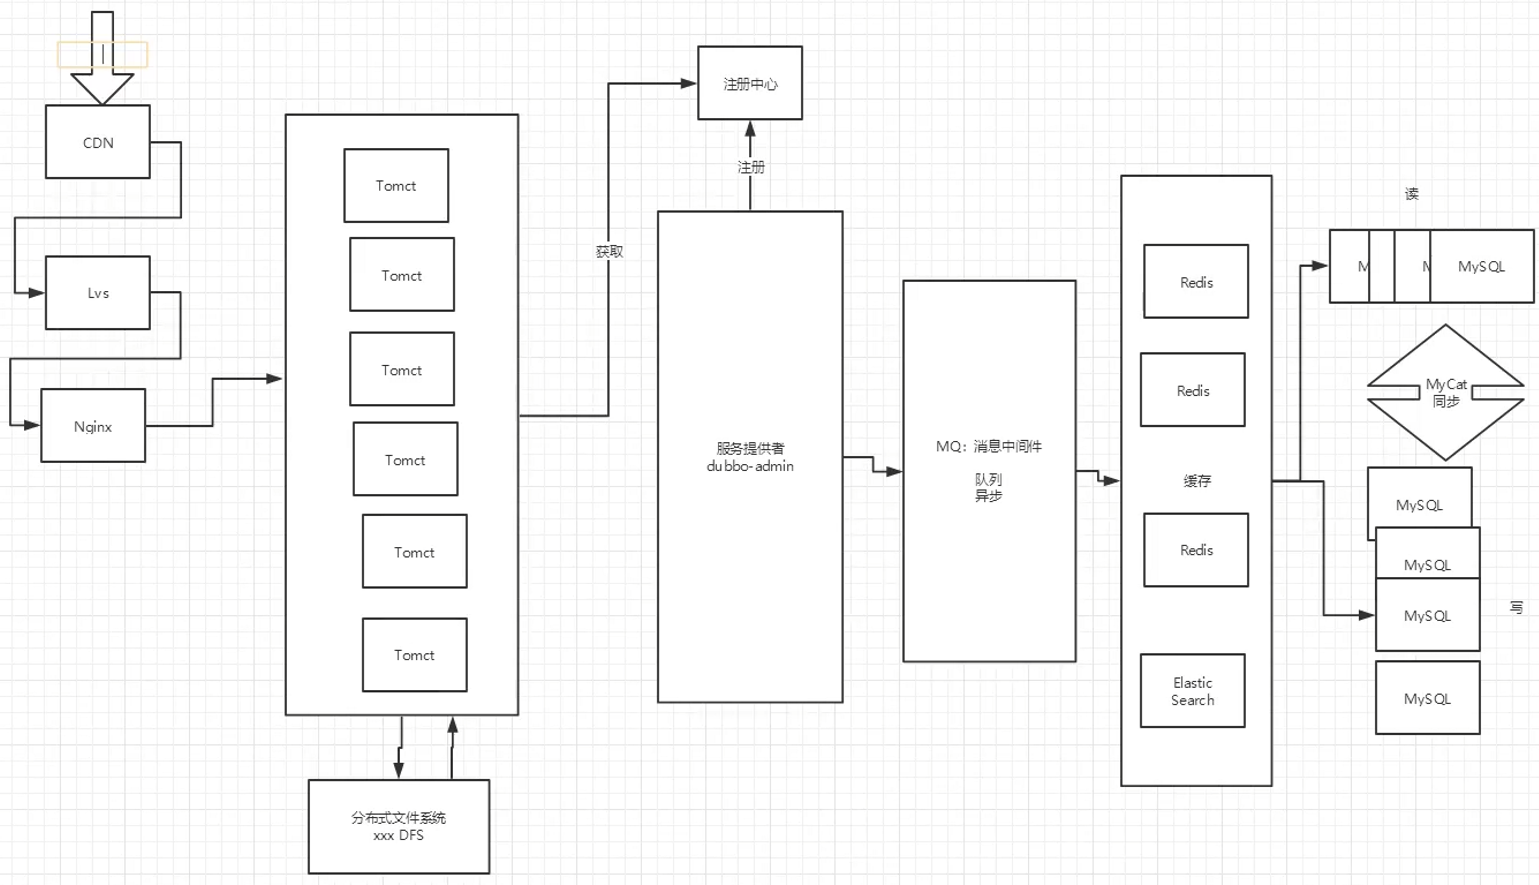 CDN
Lvs
Nginx
Tomct
Tomct
Tomct
Tomct
Tomct
Tomct
分布式文件系统
xxx DFS
获取
注册中心
注册
服务提供者
dubbo-admin
MQ：消息中间件
队列
异步
Redis
Redis
缓存
Redis
Elastic
Search
读
M
M
MySQL
MyCat
同步
MySQL
MySQL
MySQL
写
MySQL